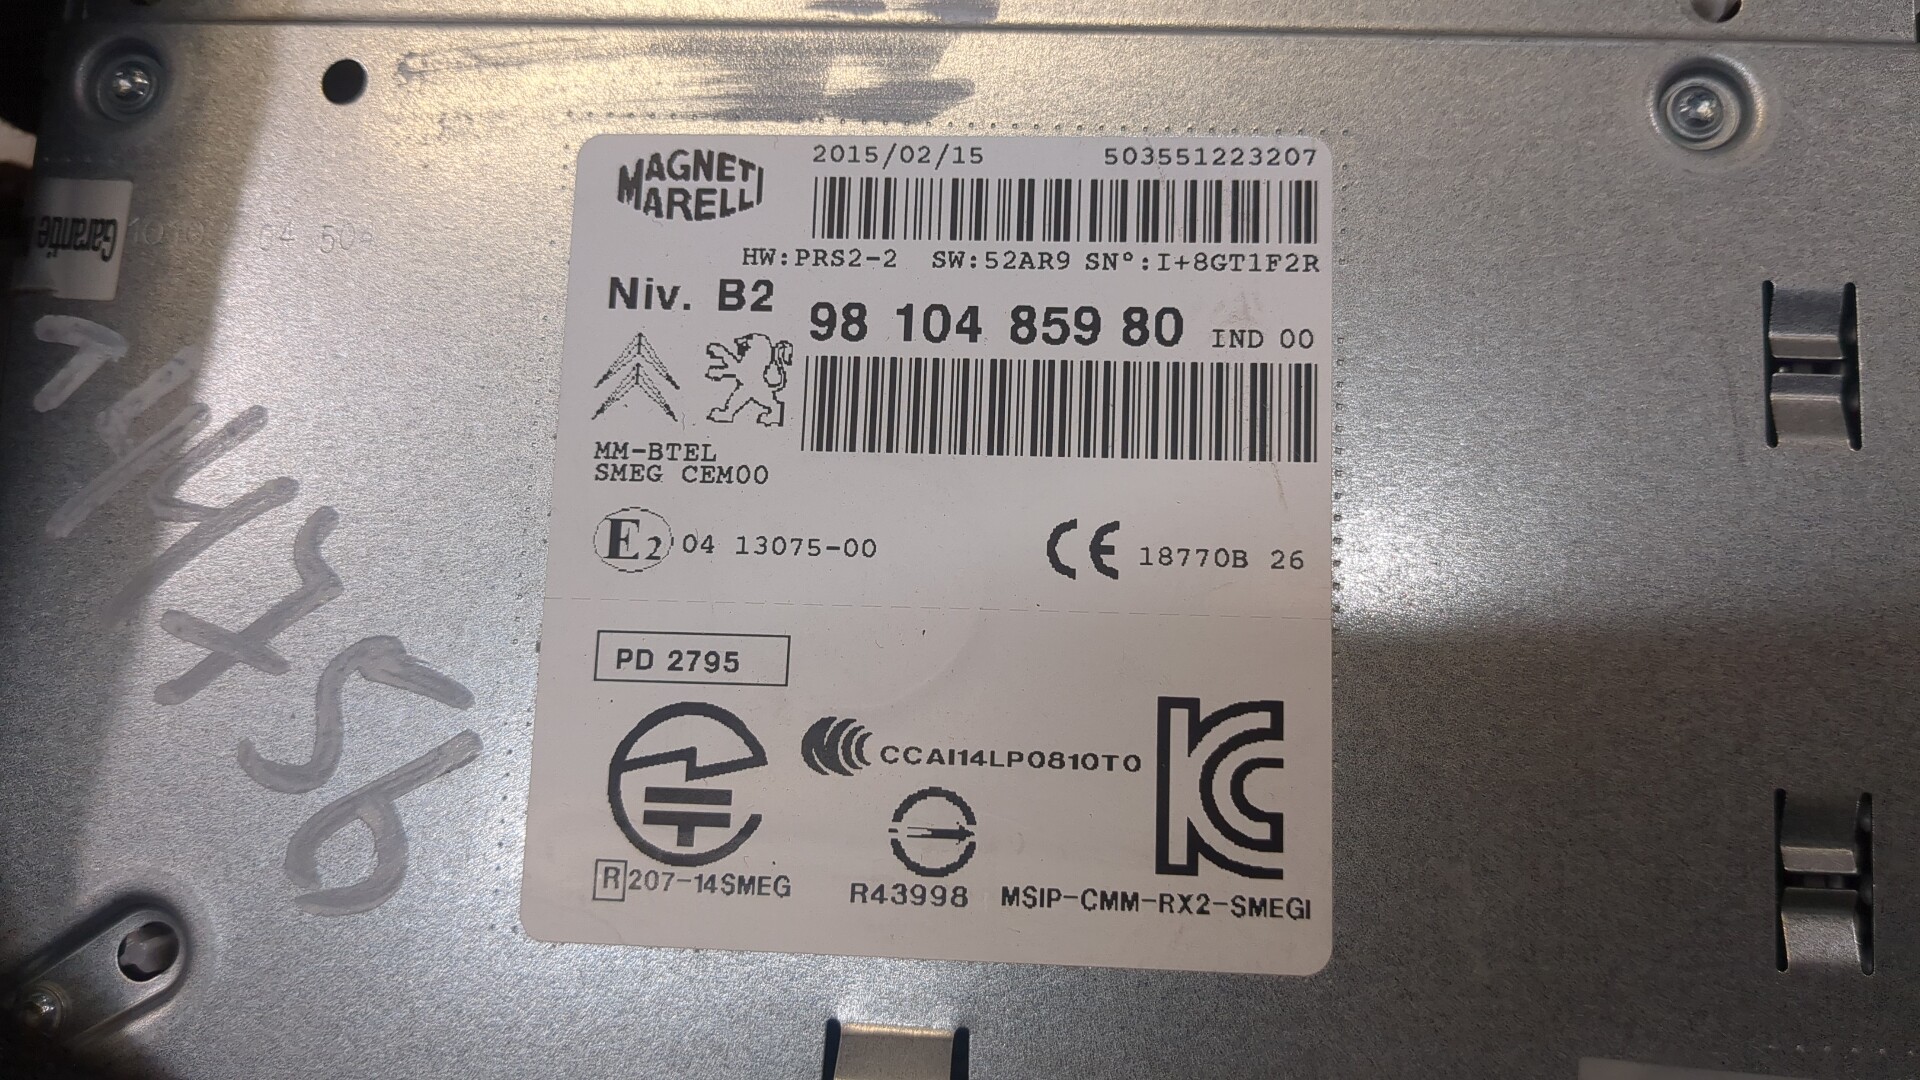 MAGNETI
MARELLI
2015/02/15 503551223207
HW:PRS2-2 SW:52AR9 SN°:I+8GT1F2R
Niv. B2
98 104 859 80 IND 00
MM-BTEL
SMEG CEM00
E2 04 13075-00
CE 18770B 26
PD 2795
CCAI14LP0810T0
R 207-14SMEG
R43998
MSIP-CMM-RX2-SMEGI
Garantie